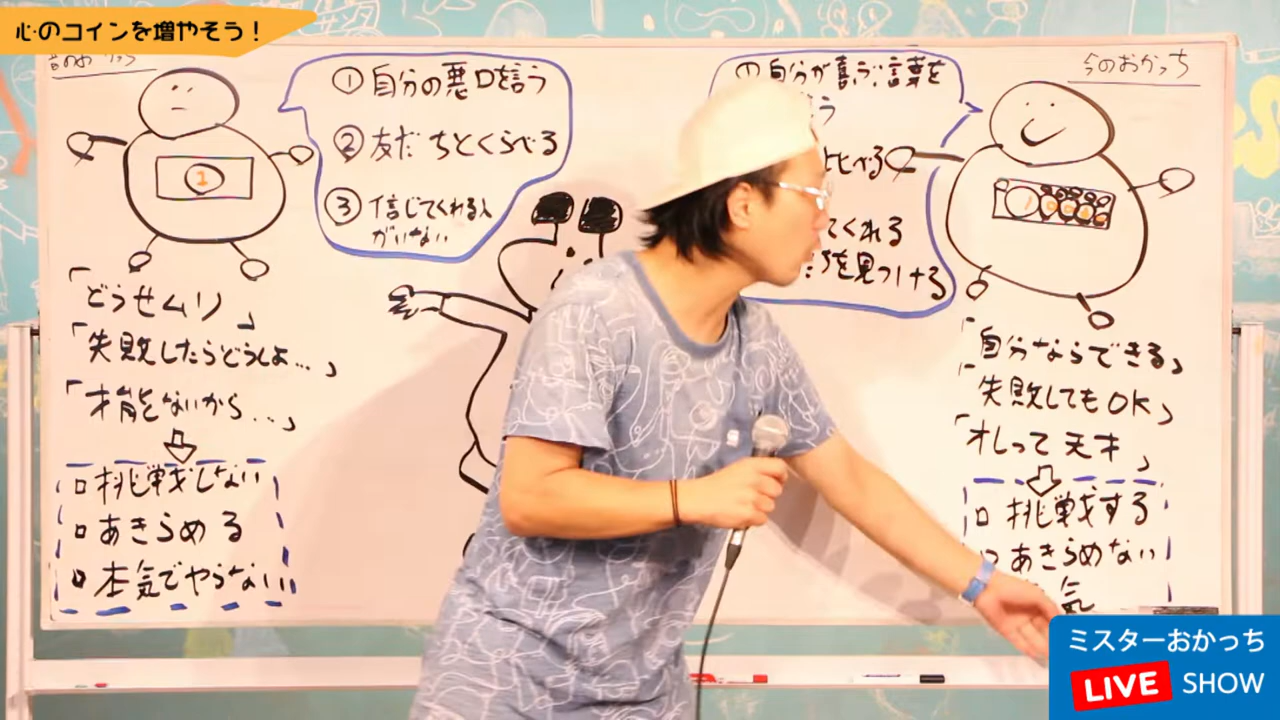 心のコインを増やそう！
① 自分の悪口を言う
② 友だちとくらべる
③ 信じてくれる人
がいない
1
「どうせムリ」
「失敗したらどうしよ…」
「才能ないから…」
□ 挑戦しない
□ あきらめる
□ 本気でやらない
今のおかっち
① 自分が喜ぶ言葉を
う
比べる
てくれる
を見つける
「自分ならできる」
「失敗してもOK」
「オレって天才」
□ 挑戦する
□ あきらめない
気
ミスターおかっち
LIVE SHOW